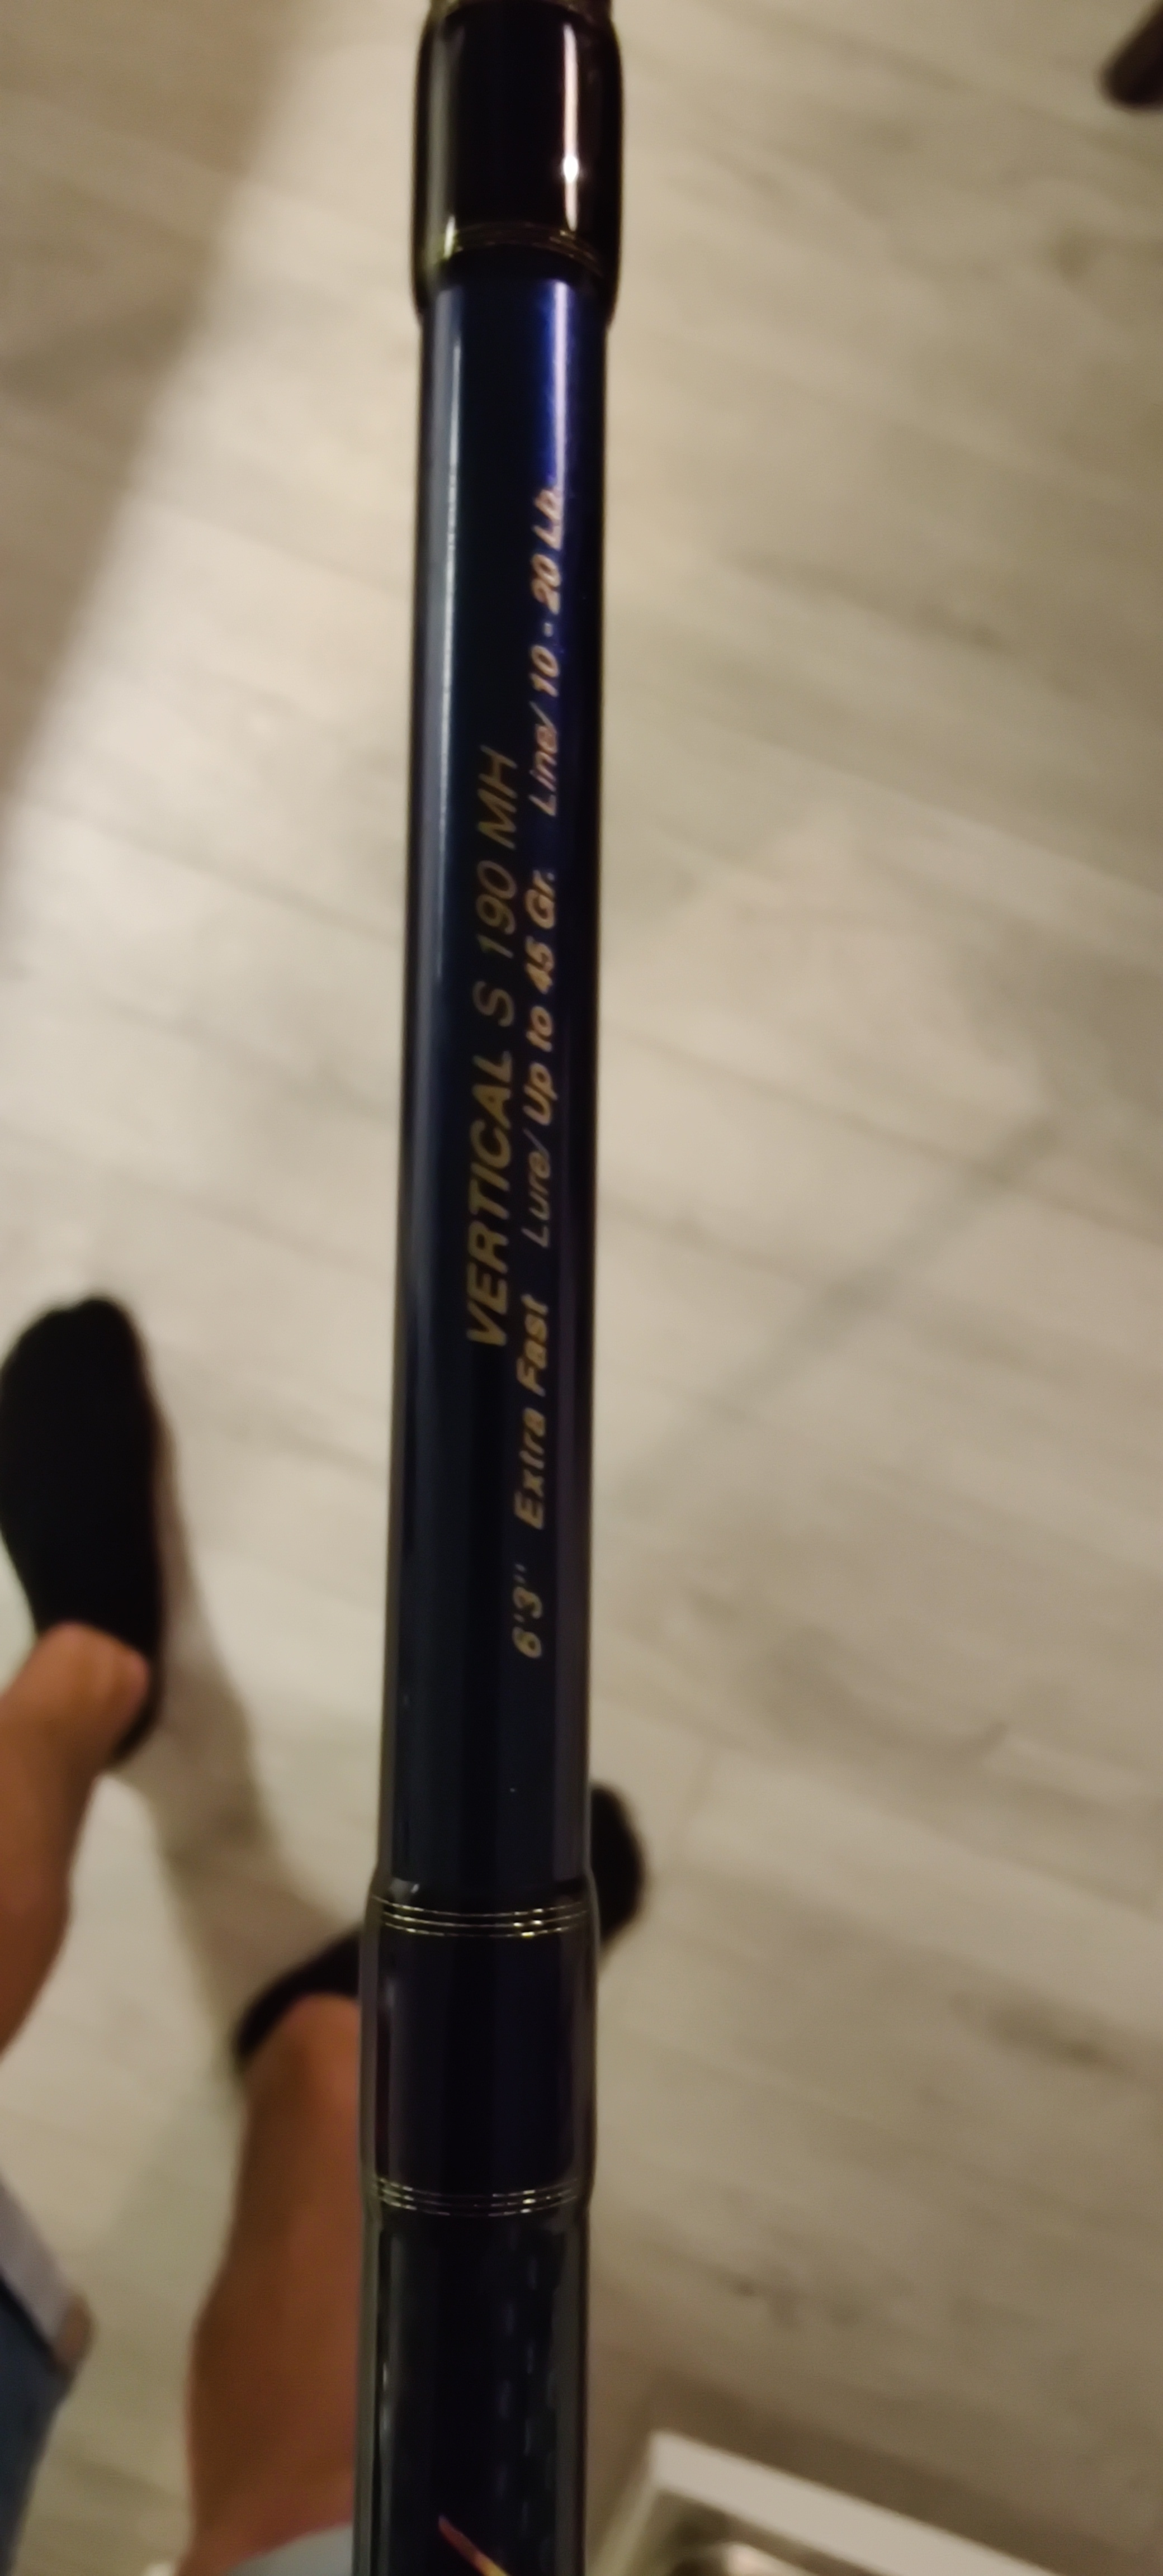 VERTICAL S 190 MH
6'3" Extra Fast Lure/ Up to 45 Gr. Line/ 10 - 20 Lb.